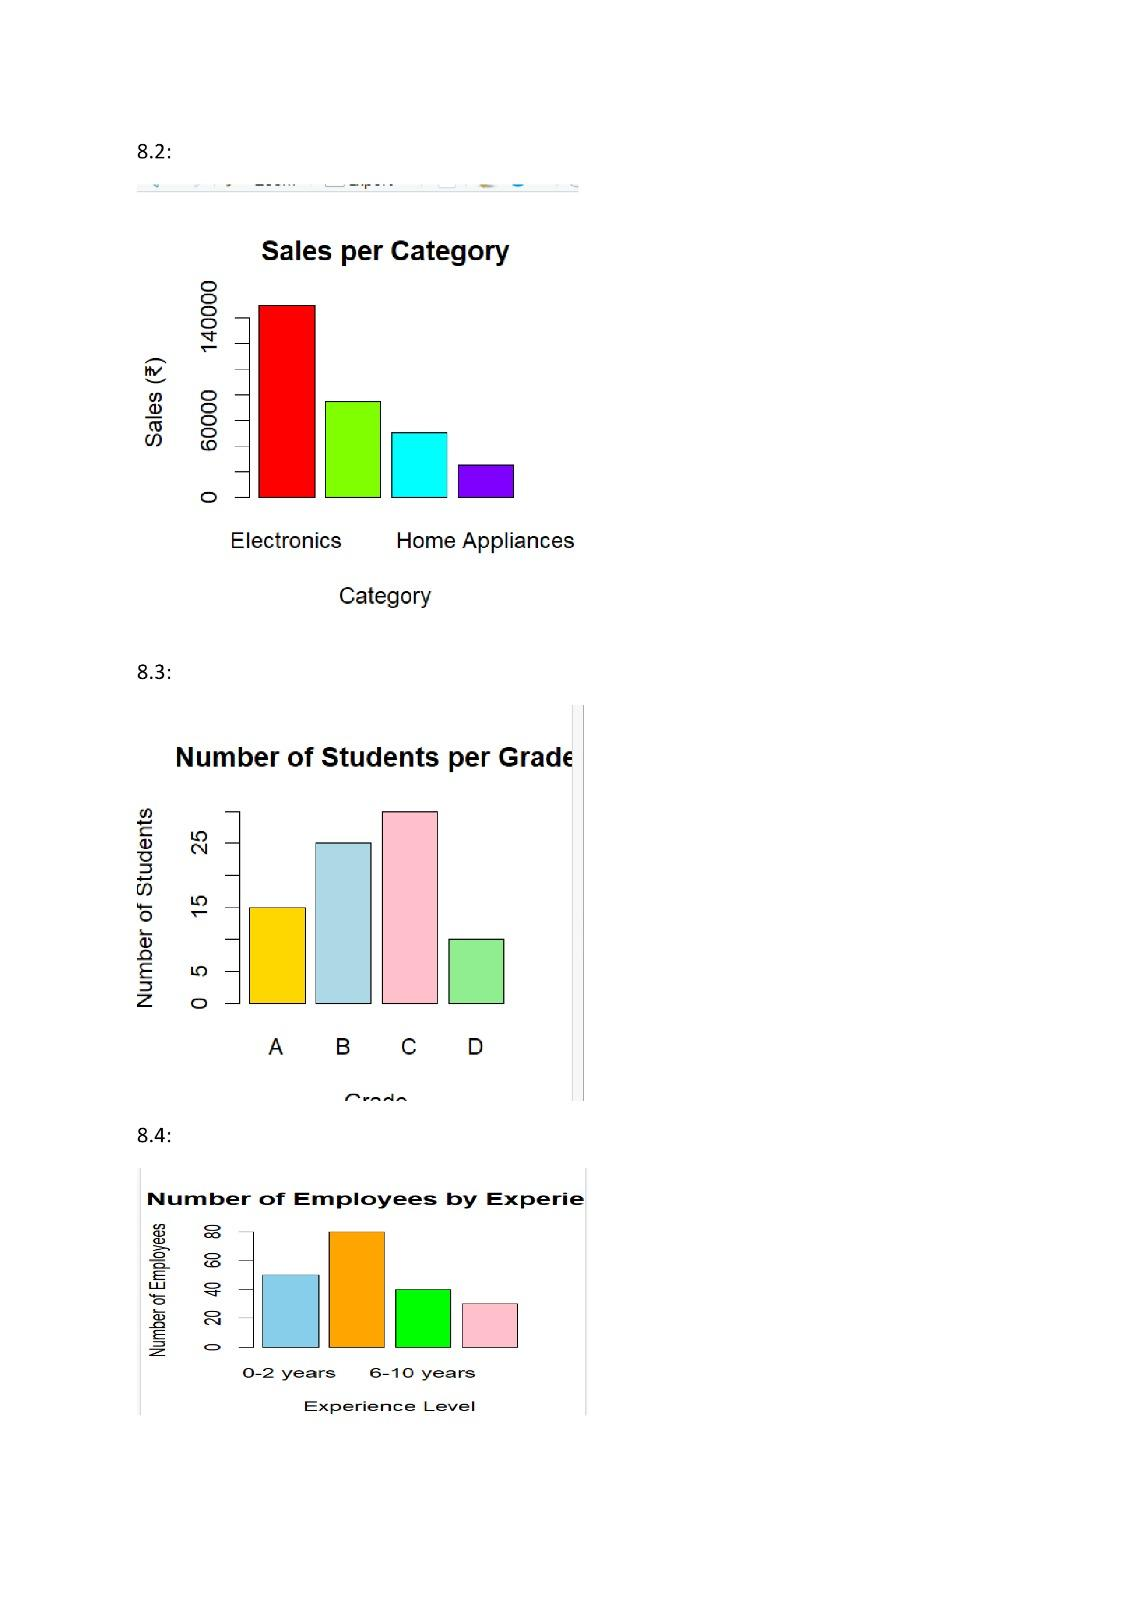 8.2:
Sales per Category
Sales (₹)
140000
60000
0
Electronics Home Appliances
Category
8.3:
Number of Students per Grade
Number of Students
25
15
5
0
A B C D
Grade
8.4:
Number of Employees by Experie
Number of Employees
80
60
40
20
0
0-2 years 6-10 years
Experience Level